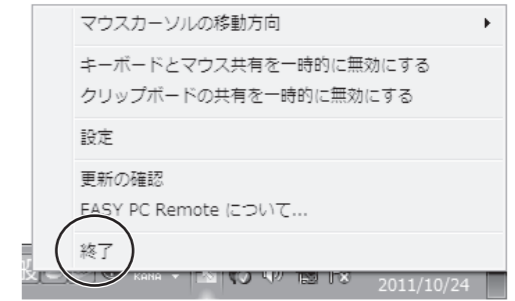 マウスカーソルの移動方向
キーボードとマウス共有を一時的に無効にする
クリップボードの共有を一時的に無効にする
設定
更新の確認
EASY PC Remote について...
終了
般
KANA
2011/10/24